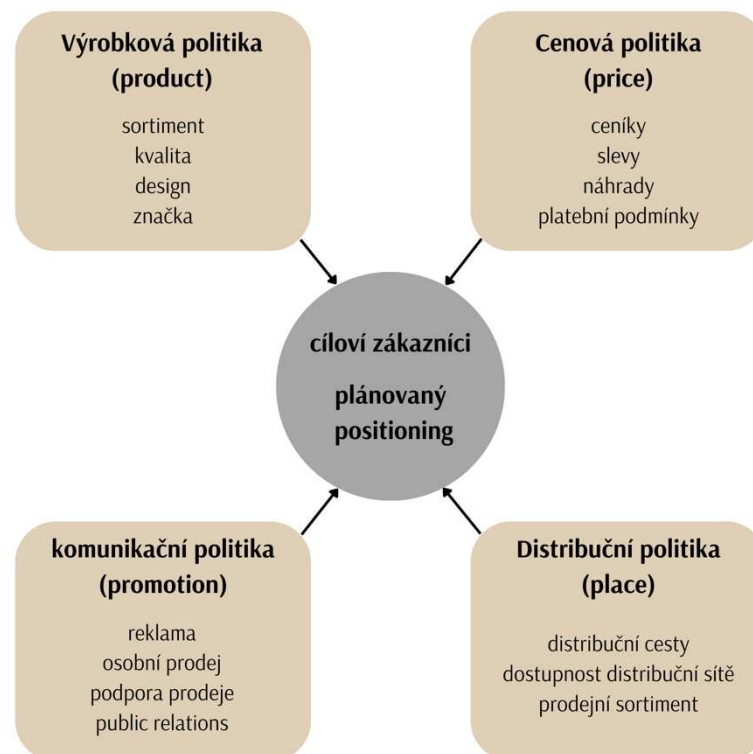 Výrobková politika
(product)
sortiment
kvalita
design
značka
Cenová politika
(price)
ceníky
slevy
náhrady
platební podmínky
cíloví zákazníci
plánovaný
positioning
komunikační politika
(promotion)
reklama
osobní prodej
podpora prodeje
public relations
Distribuční politika
(place)
distribuční cesty
dostupnost distribuční sítě
prodejní sortiment